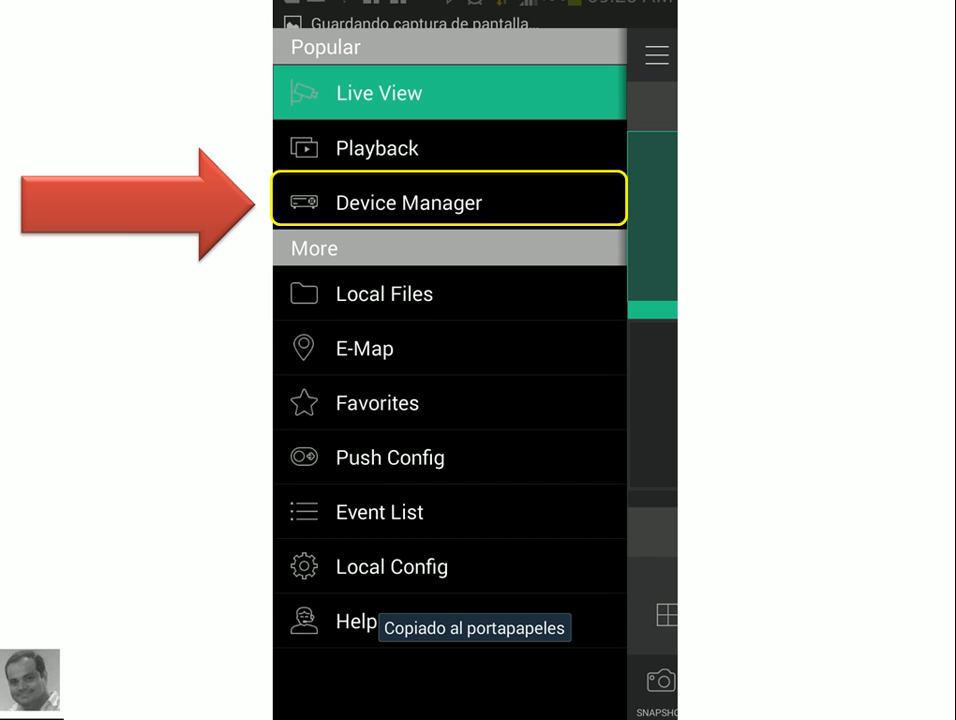 Guardando captura de pantalla...
Popular
Live View
Playback
Device Manager
More
Local Files
E-Map
Favorites
Push Config
Event List
Local Config
Help
Copiado al portapapeles